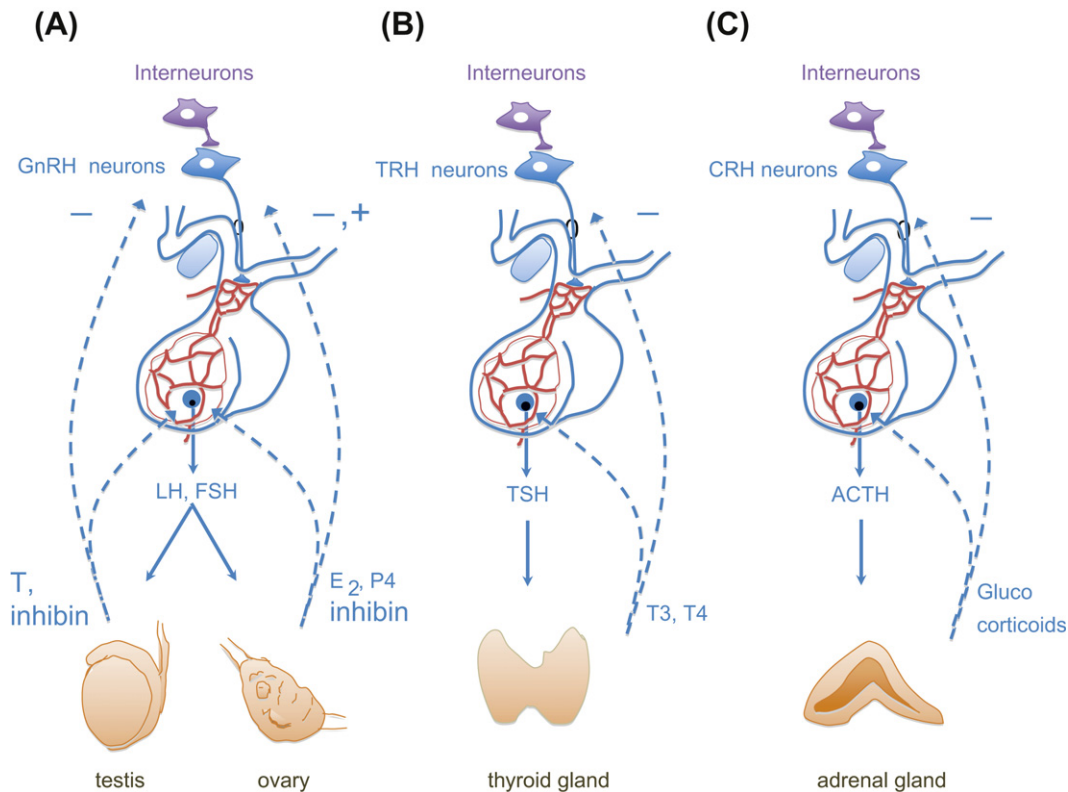 (A)
Interneurons
GnRH neurons
−
−,+
LH, FSH
T,
inhibin
E2, P4
inhibin
testis
ovary
(B)
Interneurons
TRH neurons
−
TSH
T3, T4
thyroid gland
(C)
Interneurons
CRH neurons
−
ACTH
Gluco
corticoids
adrenal gland